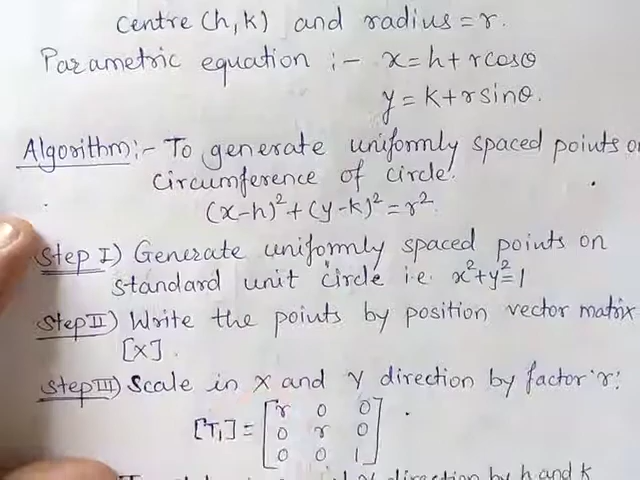 Centre (h, k) and radius = r.
Parametric equation :- x = h + r cosθ
y = k + r sinθ.
Algorithm:- To generate uniformly spaced points on
circumference of circle.
(x-h)² + (y-k)² = r²
Step I) Generate uniformly spaced points on
standard unit circle i.e. x² + y² = 1
Step II) Write the points by position vector matrix
[X].
Step III) Scale in X and Y direction by factor 'r'.
[T₁] = [r 0 0
0 r 0
0 0 1].
direction by h and k